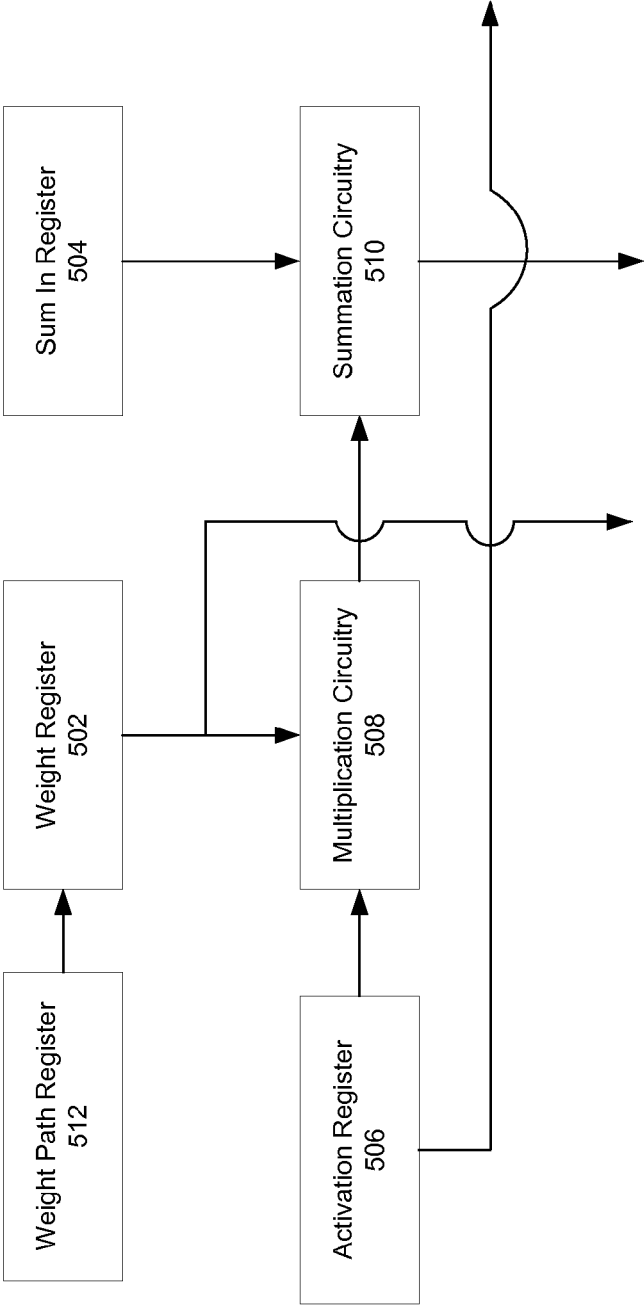 Weight Path Register
512
Weight Register
502
Sum In Register
504
Activation Register
506
Multiplication Circuitry
508
Summation Circuitry
510